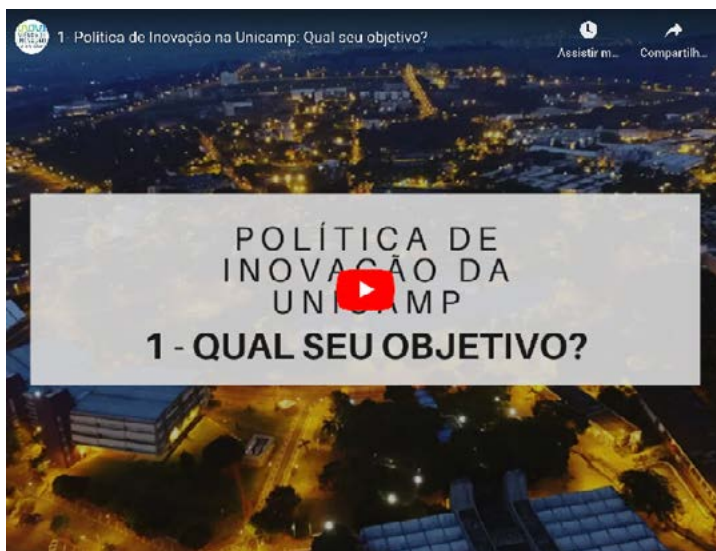 1- Política de Inovação na Unicamp: Qual seu objetivo?
Assistir m...
Compartilh...
POLÍTICA DE
INOVAÇÃO DA
UNICAMP
1 - QUAL SEU OBJETIVO?